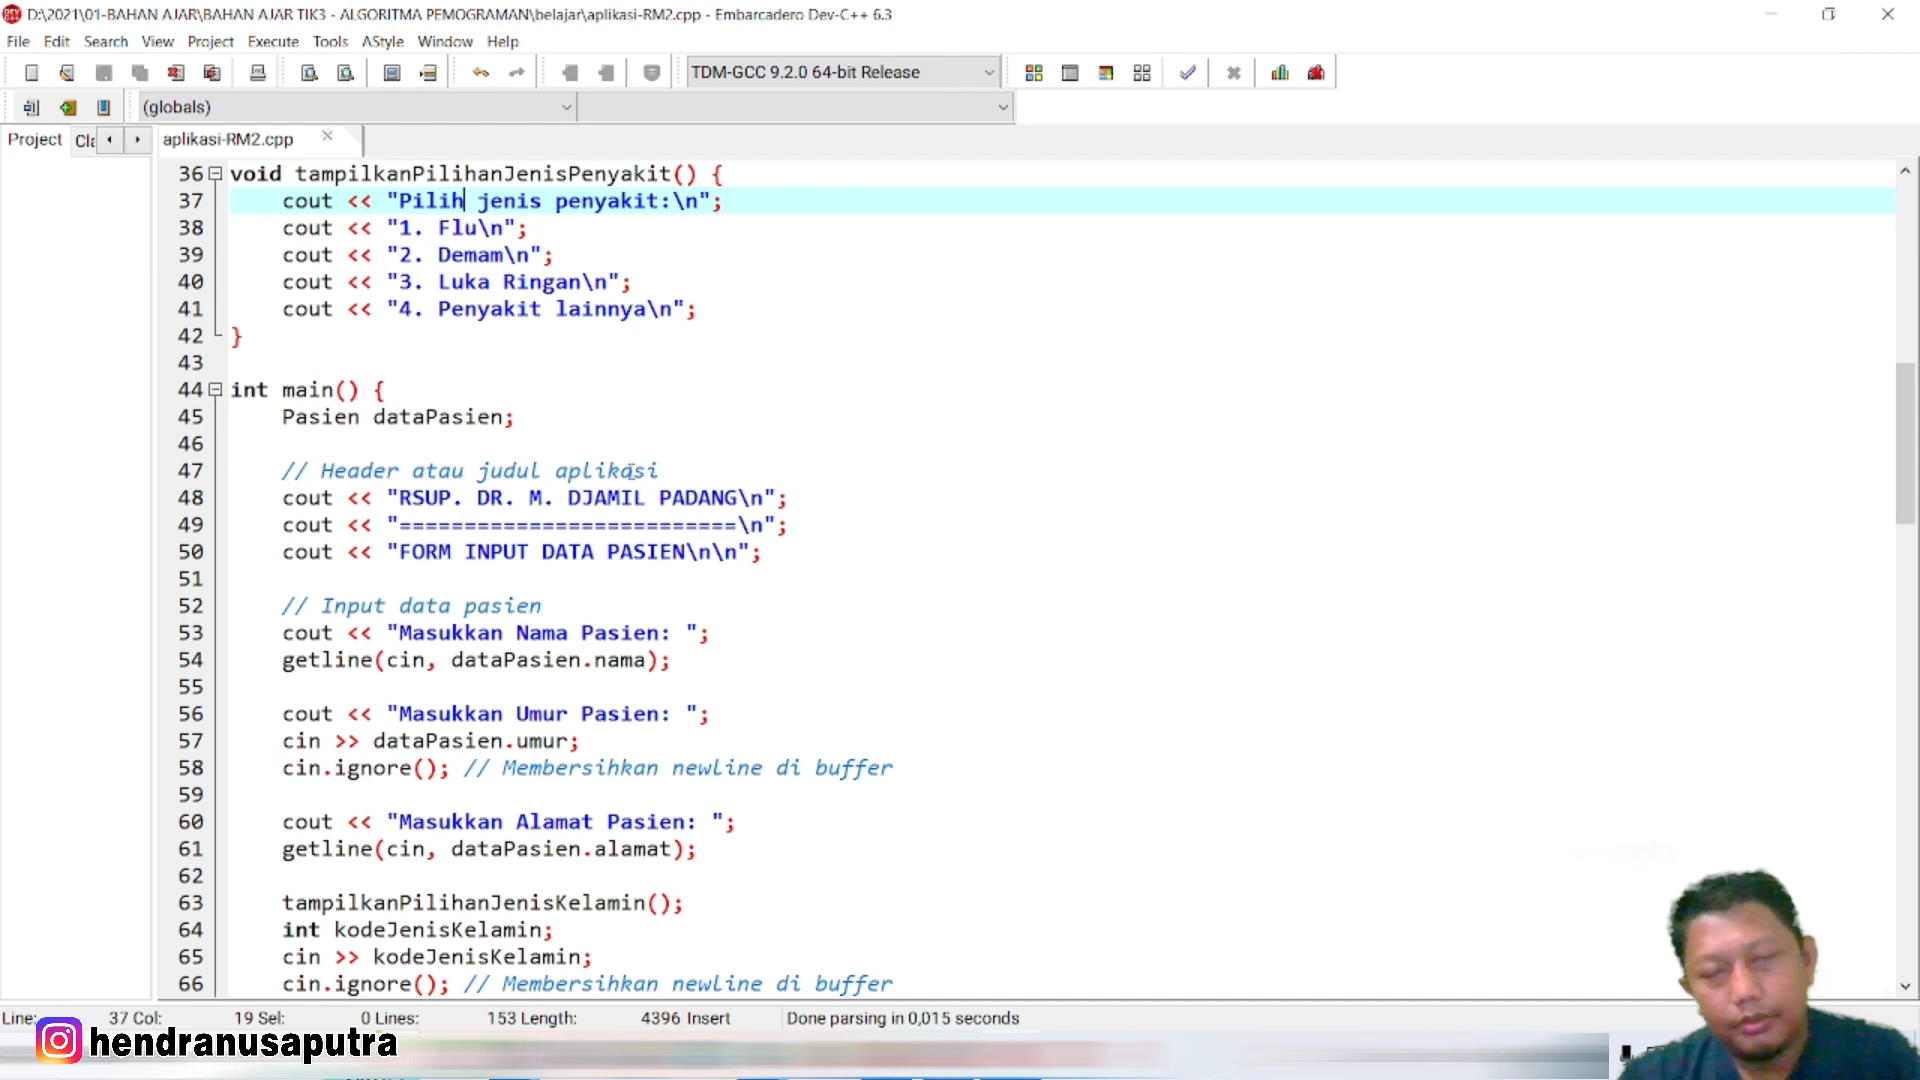 D:\2021\01-BAHAN AJAR\BAHAN AJAR TIK3 - ALGORITMA PEMOGRAMAN\belajar\aplikasi-RM2.cpp - Embarcadero Dev-C++ 6.3
File Edit Search View Project Execute Tools AStyle Window Help
TDM-GCC 9.2.0 64-bit Release
(globals)
Project Cla aplikasi-RM2.cpp
36 void tampilkanPilihanJenisPenyakit() {
37 cout << "Pilih jenis penyakit:\n";
38 cout << "1. Flu\n";
39 cout << "2. Demam\n";
40 cout << "3. Luka Ringan\n";
41 cout << "4. Penyakit lainnya\n";
42 }
43
44 int main() {
45 Pasien dataPasien;
46
47 // Header atau judul aplikasi
48 cout << "RSUP. DR. M. DJAMIL PADANG\n";
49 cout << "==========================\n";
50 cout << "FORM INPUT DATA PASIEN\n\n";
51
52 // Input data pasien
53 cout << "Masukkan Nama Pasien: ";
54 getline(cin, dataPasien.nama);
55
56 cout << "Masukkan Umur Pasien: ";
57 cin >> dataPasien.umur;
58 cin.ignore(); // Membersihkan newline di buffer
59
60 cout << "Masukkan Alamat Pasien: ";
61 getline(cin, dataPasien.alamat);
62
63 tampilkanPilihanJenisKelamin();
64 int kodeJenisKelamin;
65 cin >> kodeJenisKelamin;
66 cin.ignore(); // Membersihkan newline di buffer
Line: 37 Col: 19 Sel: 0 Lines: 153 Length: 4396 Insert Done parsing in 0,015 seconds
hendranusaputra